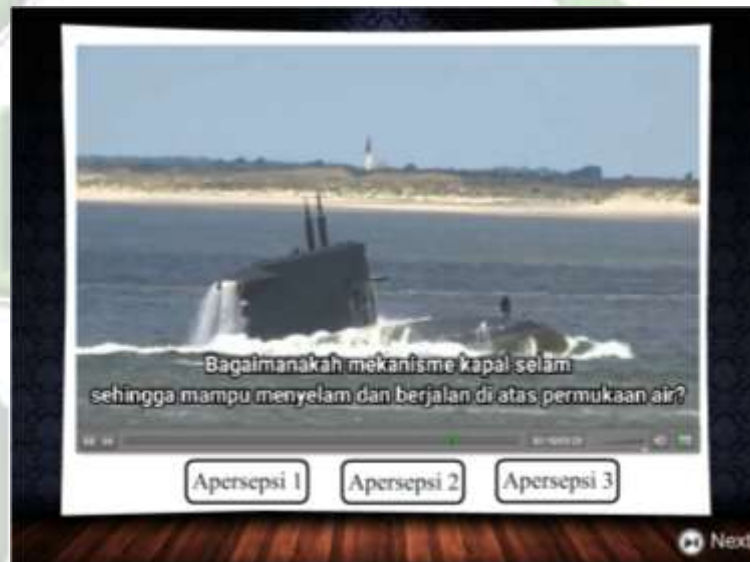 Bagaimanakah mekanisme kapal selam
sehingga mampu menyelam dan berjalan di atas permukaan air?
Apersepsi 1
Apersepsi 2
Apersepsi 3
Next